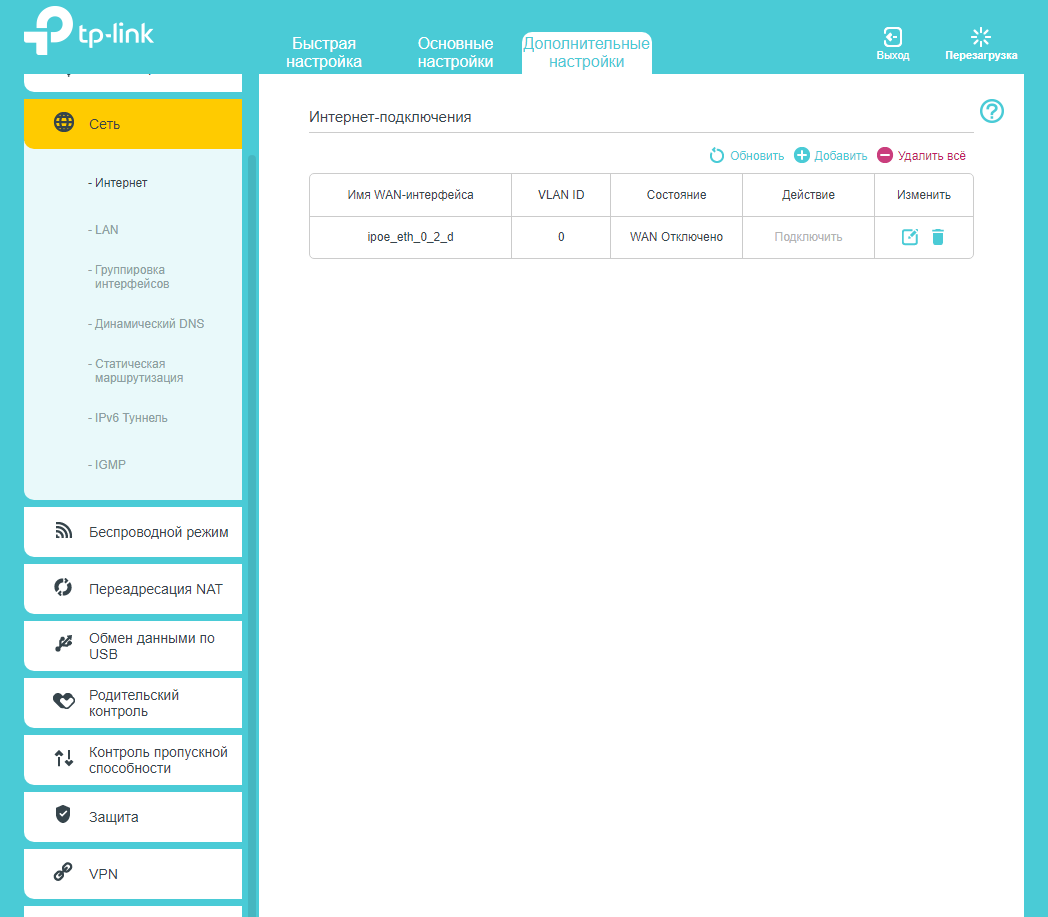 tp-link
Быстрая
настройка
Основные
настройки
Дополнительные
настройки
Выход
Перезагрузка
Сеть
- Интернет
- LAN
- Группировка
интерфейсов
- Динамический DNS
- Статическая
маршрутизация
- IPv6 Туннель
- IGMP
Беспроводной режим
Переадресация NAT
Обмен данными по
USB
Родительский
контроль
Контроль пропускной
способности
Защита
VPN
Интернет-подключения
?
Обновить Добавить Удалить всё
Имя WAN-интерфейса VLAN ID Состояние Действие Изменить
ipoe_eth_0_2_d 0 WAN Отключено Подключить